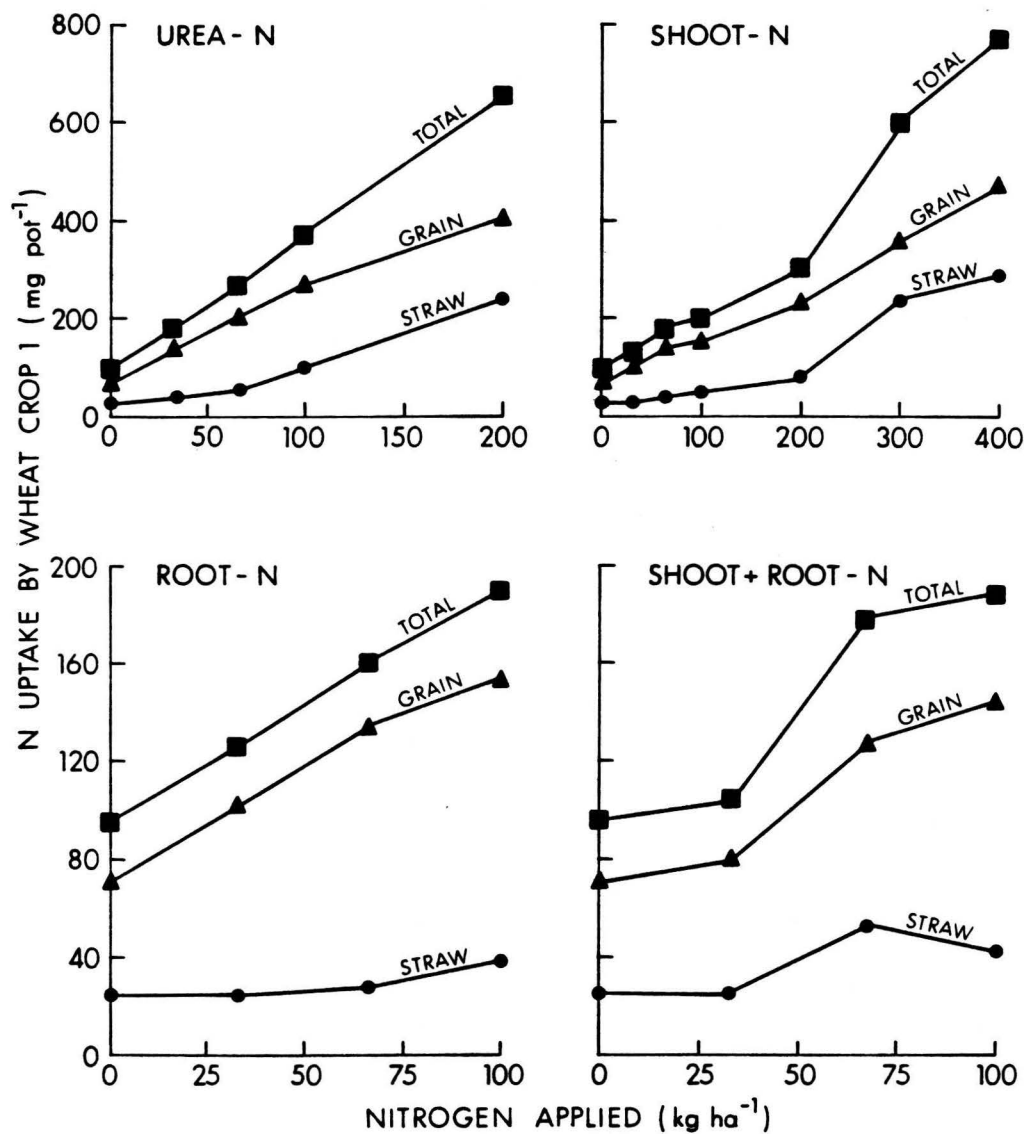 N UPTAKE BY WHEAT CROP 1 (mg pot⁻¹)
UREA - N
800
600
400
200
0
TOTAL
GRAIN
STRAW
0 50 100 150 200
SHOOT - N
TOTAL
GRAIN
STRAW
0 100 200 300 400
ROOT - N
200
160
120
80
40
0
TOTAL
GRAIN
STRAW
0 25 50 75 100
SHOOT + ROOT - N
TOTAL
GRAIN
STRAW
0 25 50 75 100
NITROGEN APPLIED (kg ha⁻¹)